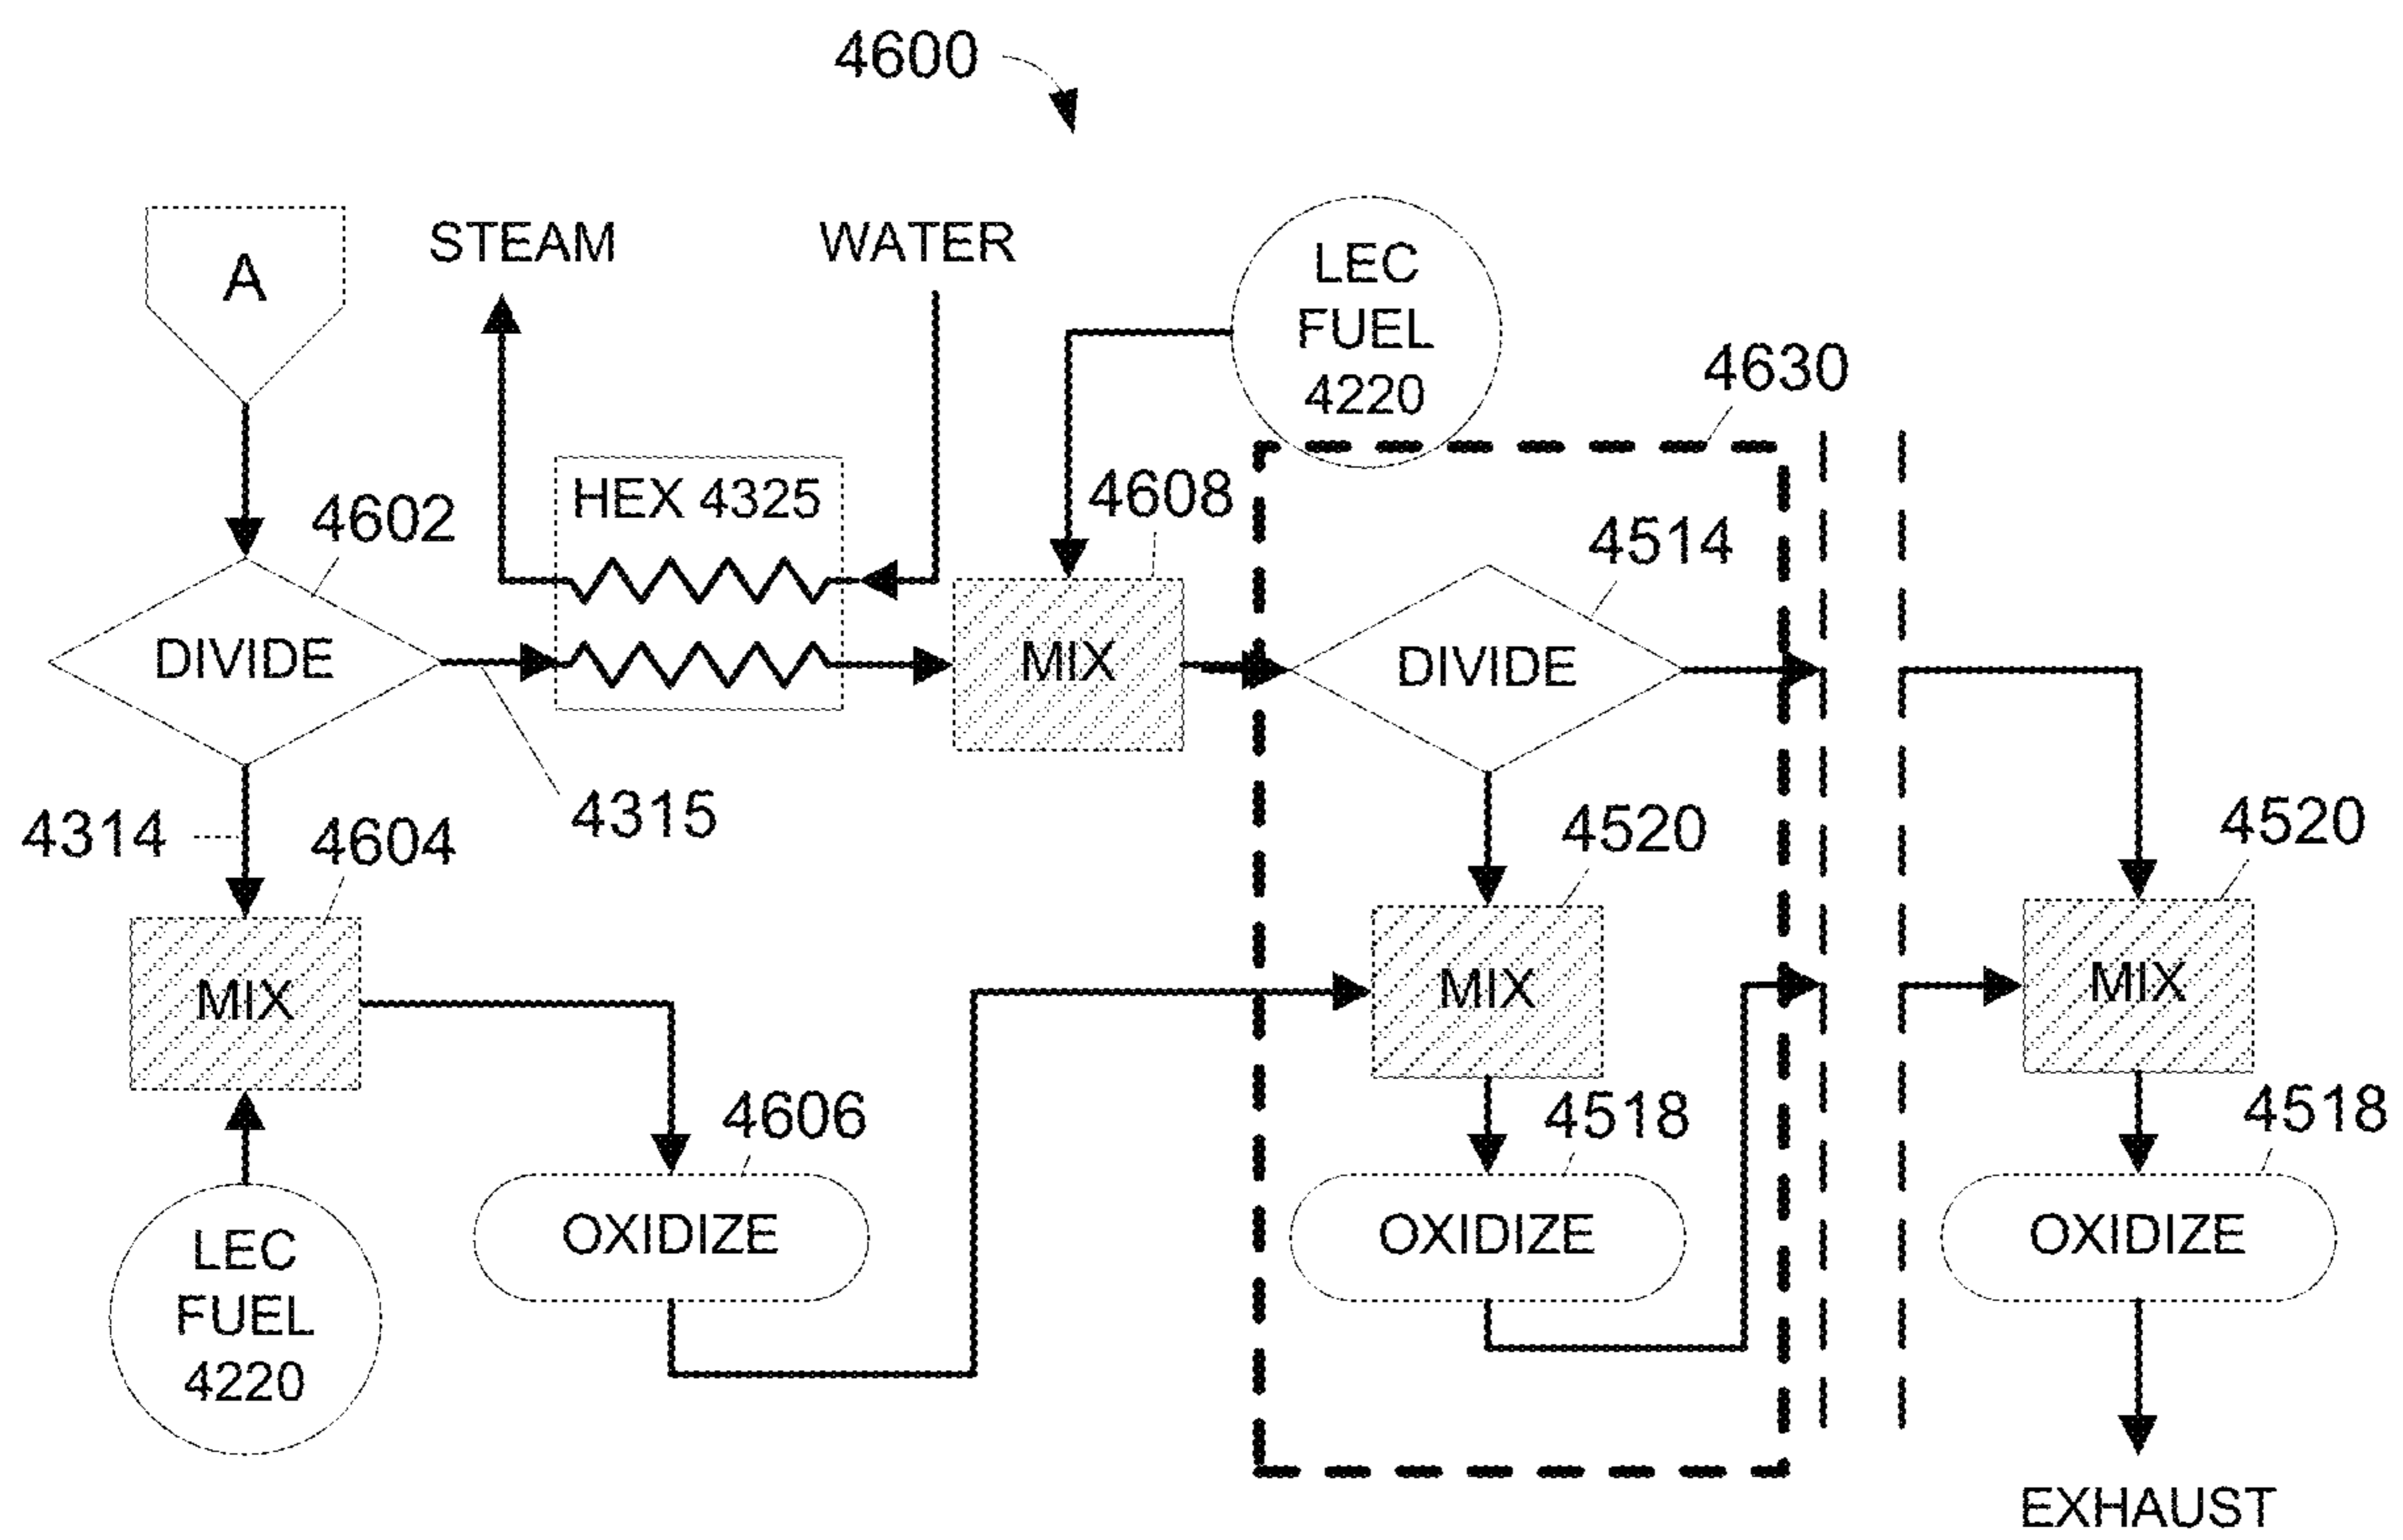 4600
A
STEAM
WATER
LEC
FUEL
4220
4630
4602
HEX 4325
4608
4514
DIVIDE
MIX
DIVIDE
4314
4604
4315
4520
4520
MIX
MIX
MIX
4606
4518
4518
LEC
FUEL
4220
OXIDIZE
OXIDIZE
OXIDIZE
EXHAUST